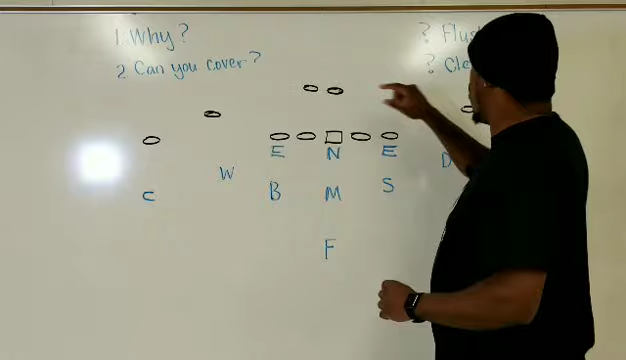 1 Why?
? Flus
2 Can you cover?
? Cle
E N E D
W B M S
C
F